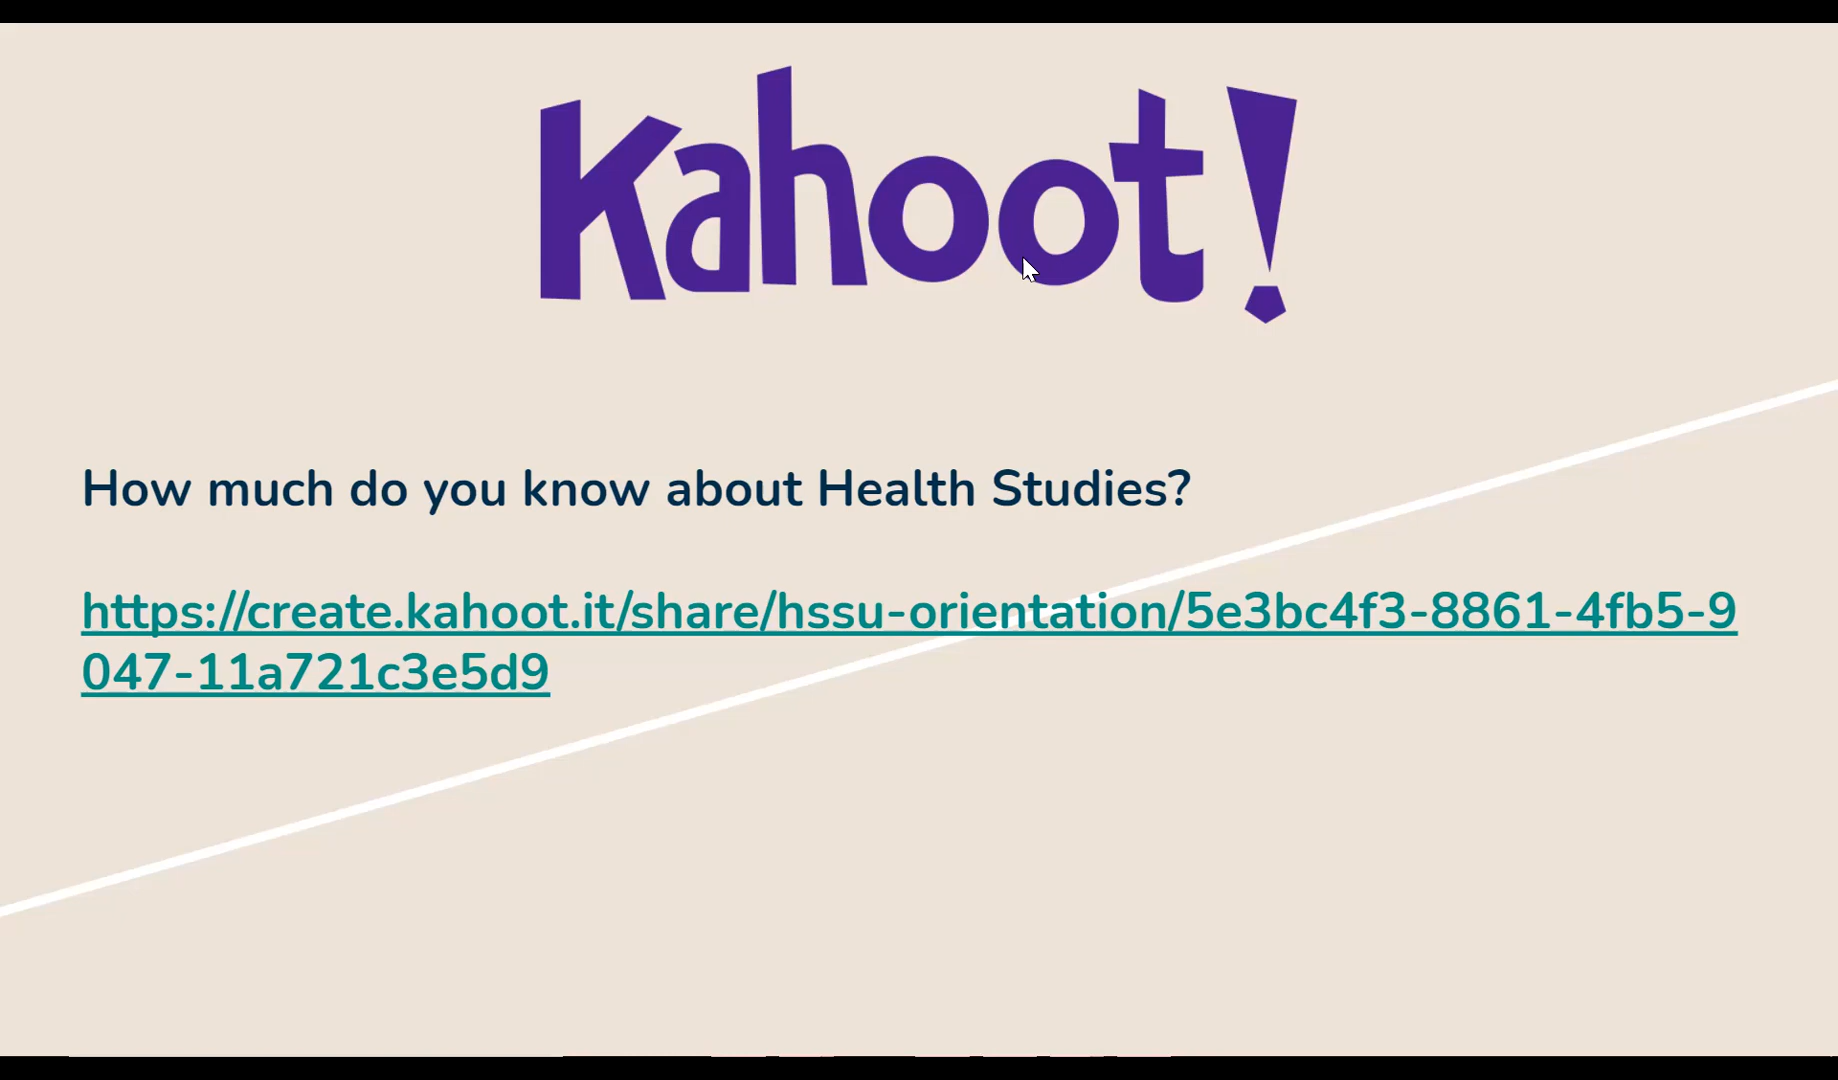 Kahoot!
How much do you know about Health Studies?
https://create.kahoot.it/share/hssu-orientation/5e3bc4f3-8861-4fb5-9
047-11a721c3e5d9